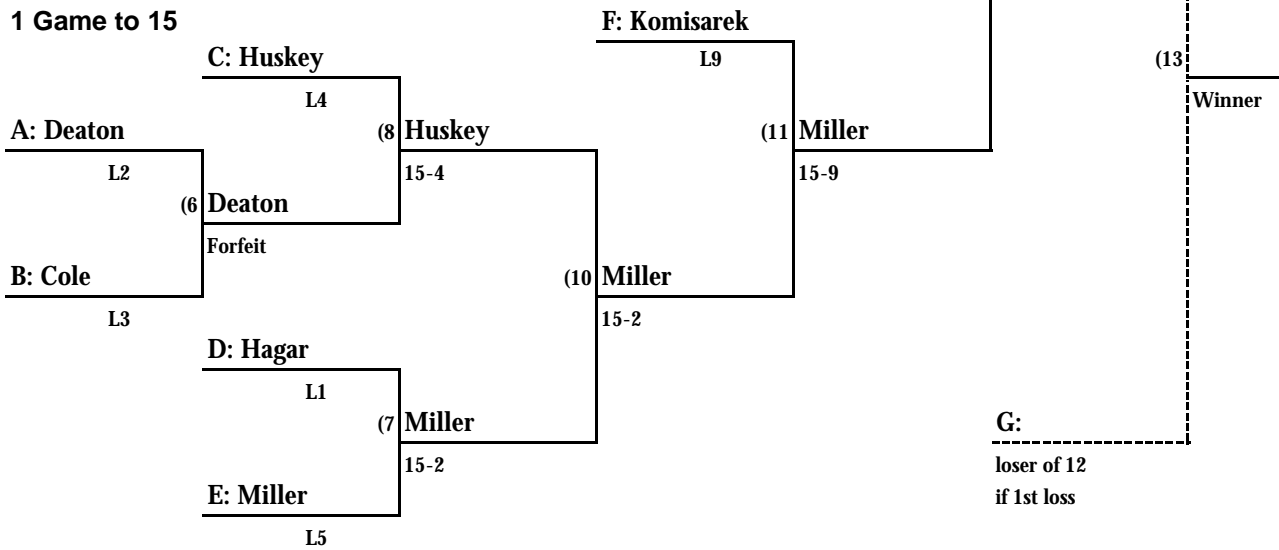 1 Game to 15
F: Komisarek
C: Huskey
L9
(13
L4
Winner
A: Deaton
(8 Huskey
(11 Miller
L2
15-4
15-9
(6 Deaton
Forfeit
B: Cole
(10 Miller
L3
15-2
D: Hagar
L1
(7 Miller
G:
15-2
loser of 12
E: Miller
if 1st loss
L5